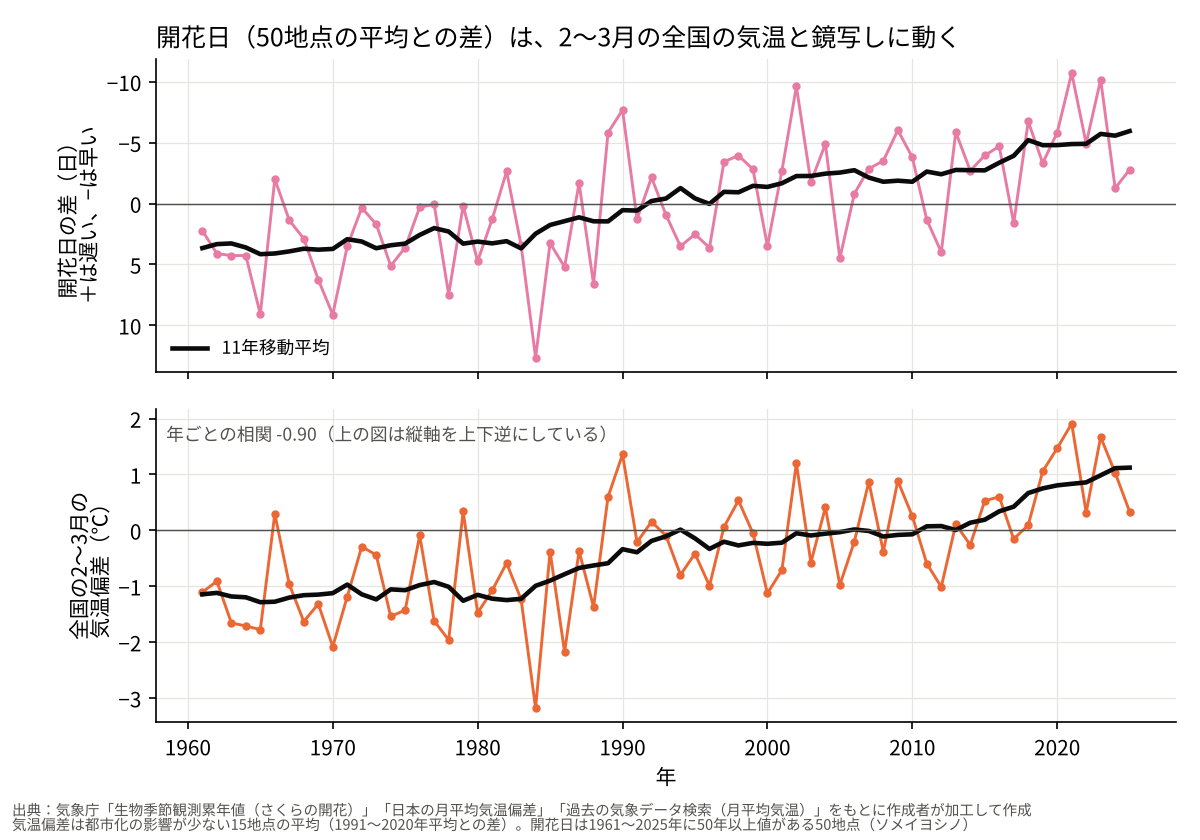 開花日（50地点の平均との差）は、2〜3月の全国の気温と鏡写しに動く
開花日の差（日）
＋は遅い、−は早い
−10
−5
0
5
10
11年移動平均
年ごとの相関 -0.90（上の図は縦軸を上下逆にしている）
全国の2〜3月の
気温偏差（℃）
2
1
0
−1
−2
−3
1960
1970
1980
1990
2000
2010
2020
年
出典：気象庁「生物季節観測累年値（さくらの開花）」「日本の月平均気温偏差」「過去の気象データ検索（月平均気温）」をもとに作成者が加工して作成
気温偏差は都市化の影響が少ない15地点の平均（1991〜2020年平均との差）。開花日は1961〜2025年に50年以上値がある50地点（ソメイヨシノ）